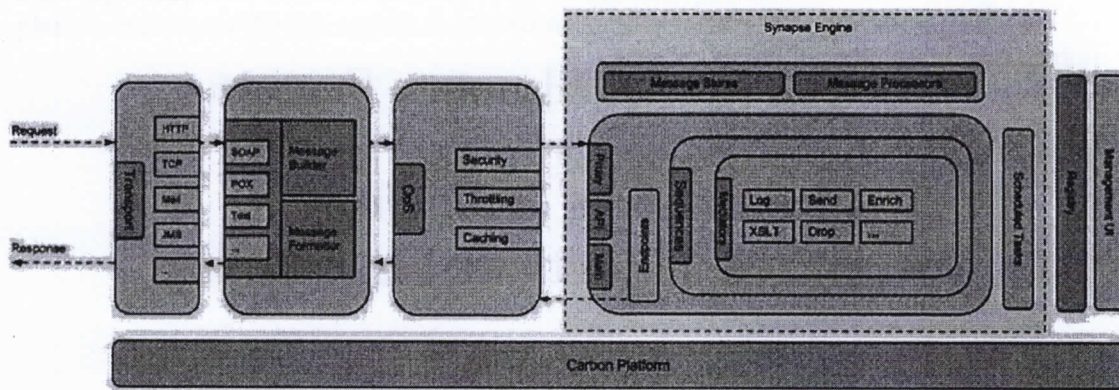 Synapse Engine
Message Stores
Message Processors
Request
Response
Transport
HTTP
TCP
Mail
JMS
...
SOAP
POX
Text
...
Message Builder
Message Formatter
QoS
Security
Throttling
Caching
Proxy
API
Main
Endpoints
Sequences
Mediators
Log
Send
Enrich
XSLT
Drop
...
Scheduled Tasks
Registry
Management UI
Carbon Platform